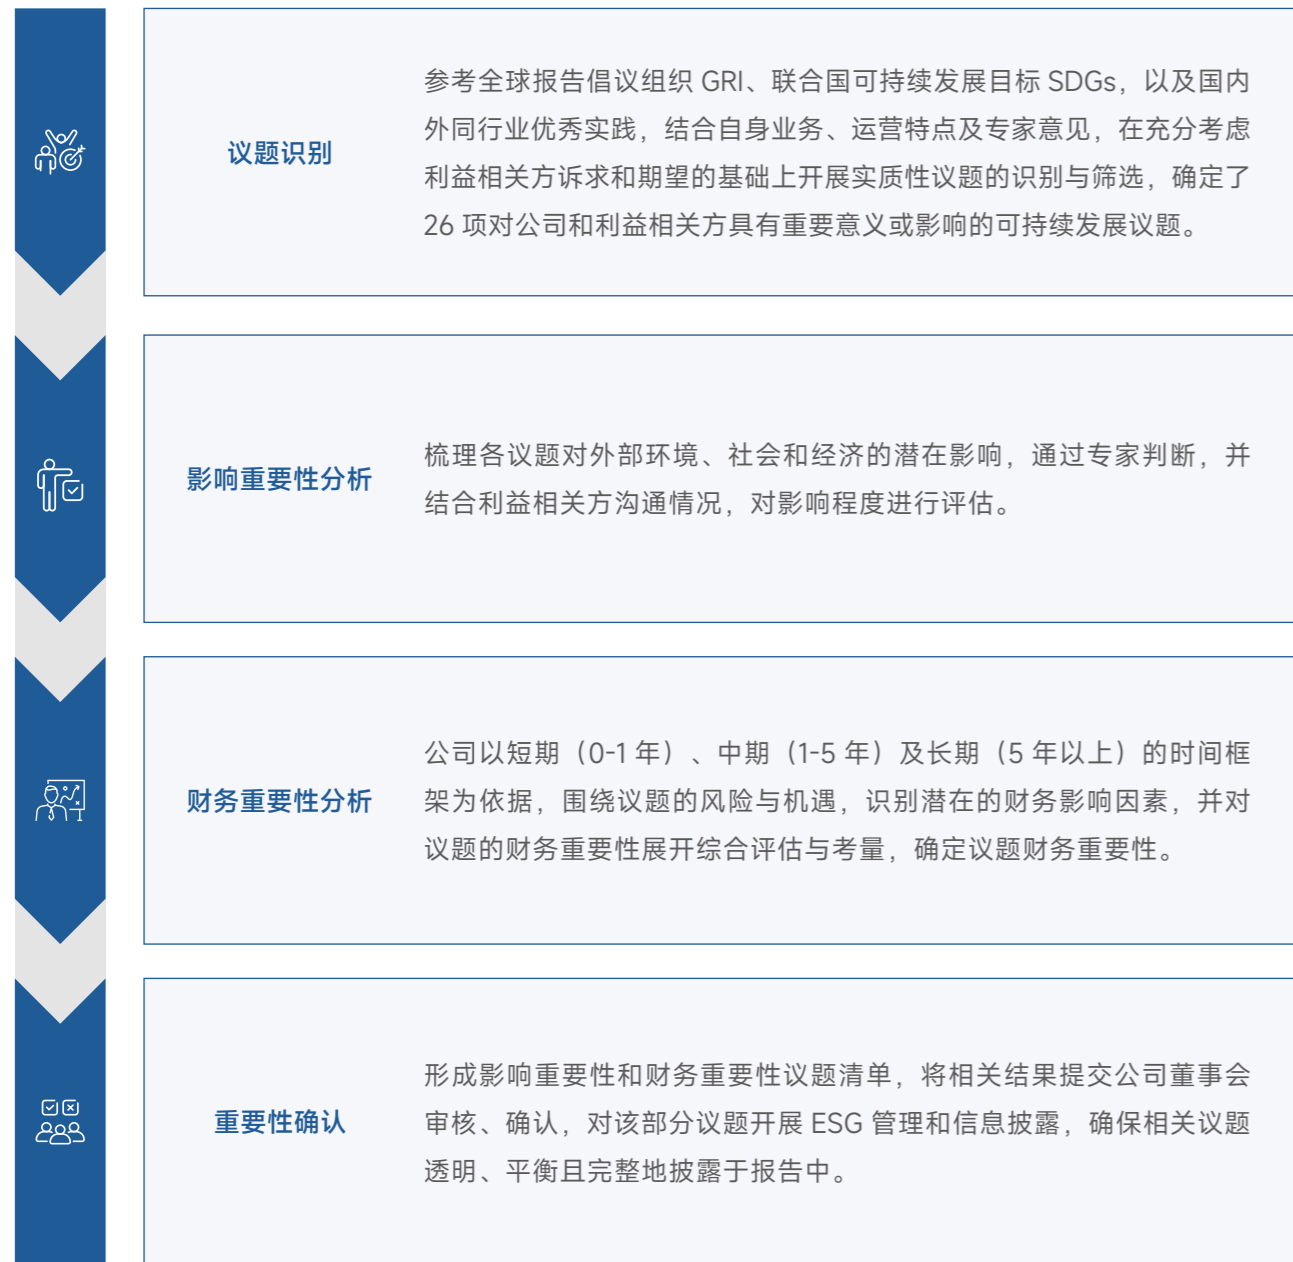 议题识别
参考全球报告倡议组织 GRI、联合国可持续发展目标 SDGs，以及国内
外同行业优秀实践，结合自身业务、运营特点及专家意见，在充分考虑
利益相关方诉求和期望的基础上开展实质性议题的识别与筛选，确定了
26 项对公司和利益相关方具有重要意义或影响的可持续发展议题。
影响重要性分析
梳理各议题对外部环境、社会和经济的潜在影响，通过专家判断，并
结合利益相关方沟通情况，对影响程度进行评估。
财务重要性分析
公司以短期（0-1 年）、中期（1-5 年）及长期（5 年以上）的时间框
架为依据，围绕议题的风险与机遇，识别潜在的财务影响因素，并对
议题的财务重要性展开综合评估与考量，确定议题财务重要性。
重要性确认
形成影响重要性和财务重要性议题清单，将相关结果提交公司董事会
审核、确认，对该部分议题开展 ESG 管理和信息披露，确保相关议题
透明、平衡且完整地披露于报告中。